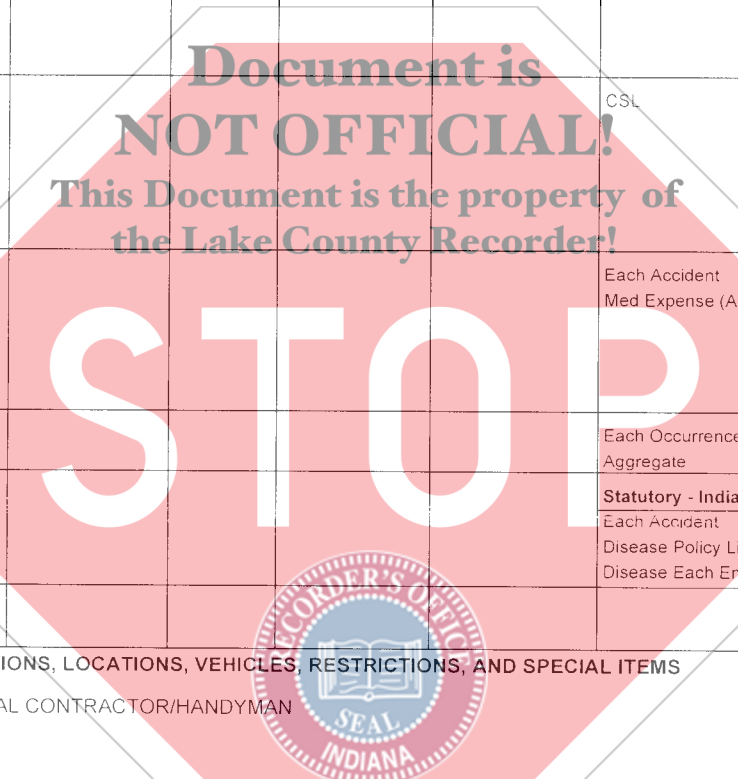 Document is
NOT OFFICIAL!
This Document is the property of
the Lake County Recorder!
CSL
Each Accident
Med Expense (A
STOP
Each Occurrence
Aggregate
Statutory - India
Each Accident
Disease Policy Li
Disease Each Em
RECORDER'S OFFICE
IONS, LOCATIONS, VEHICLES, RESTRICTIONS, AND SPECIAL ITEMS
AL CONTRACTOR/HANDYMAN
SEAL
INDIANA